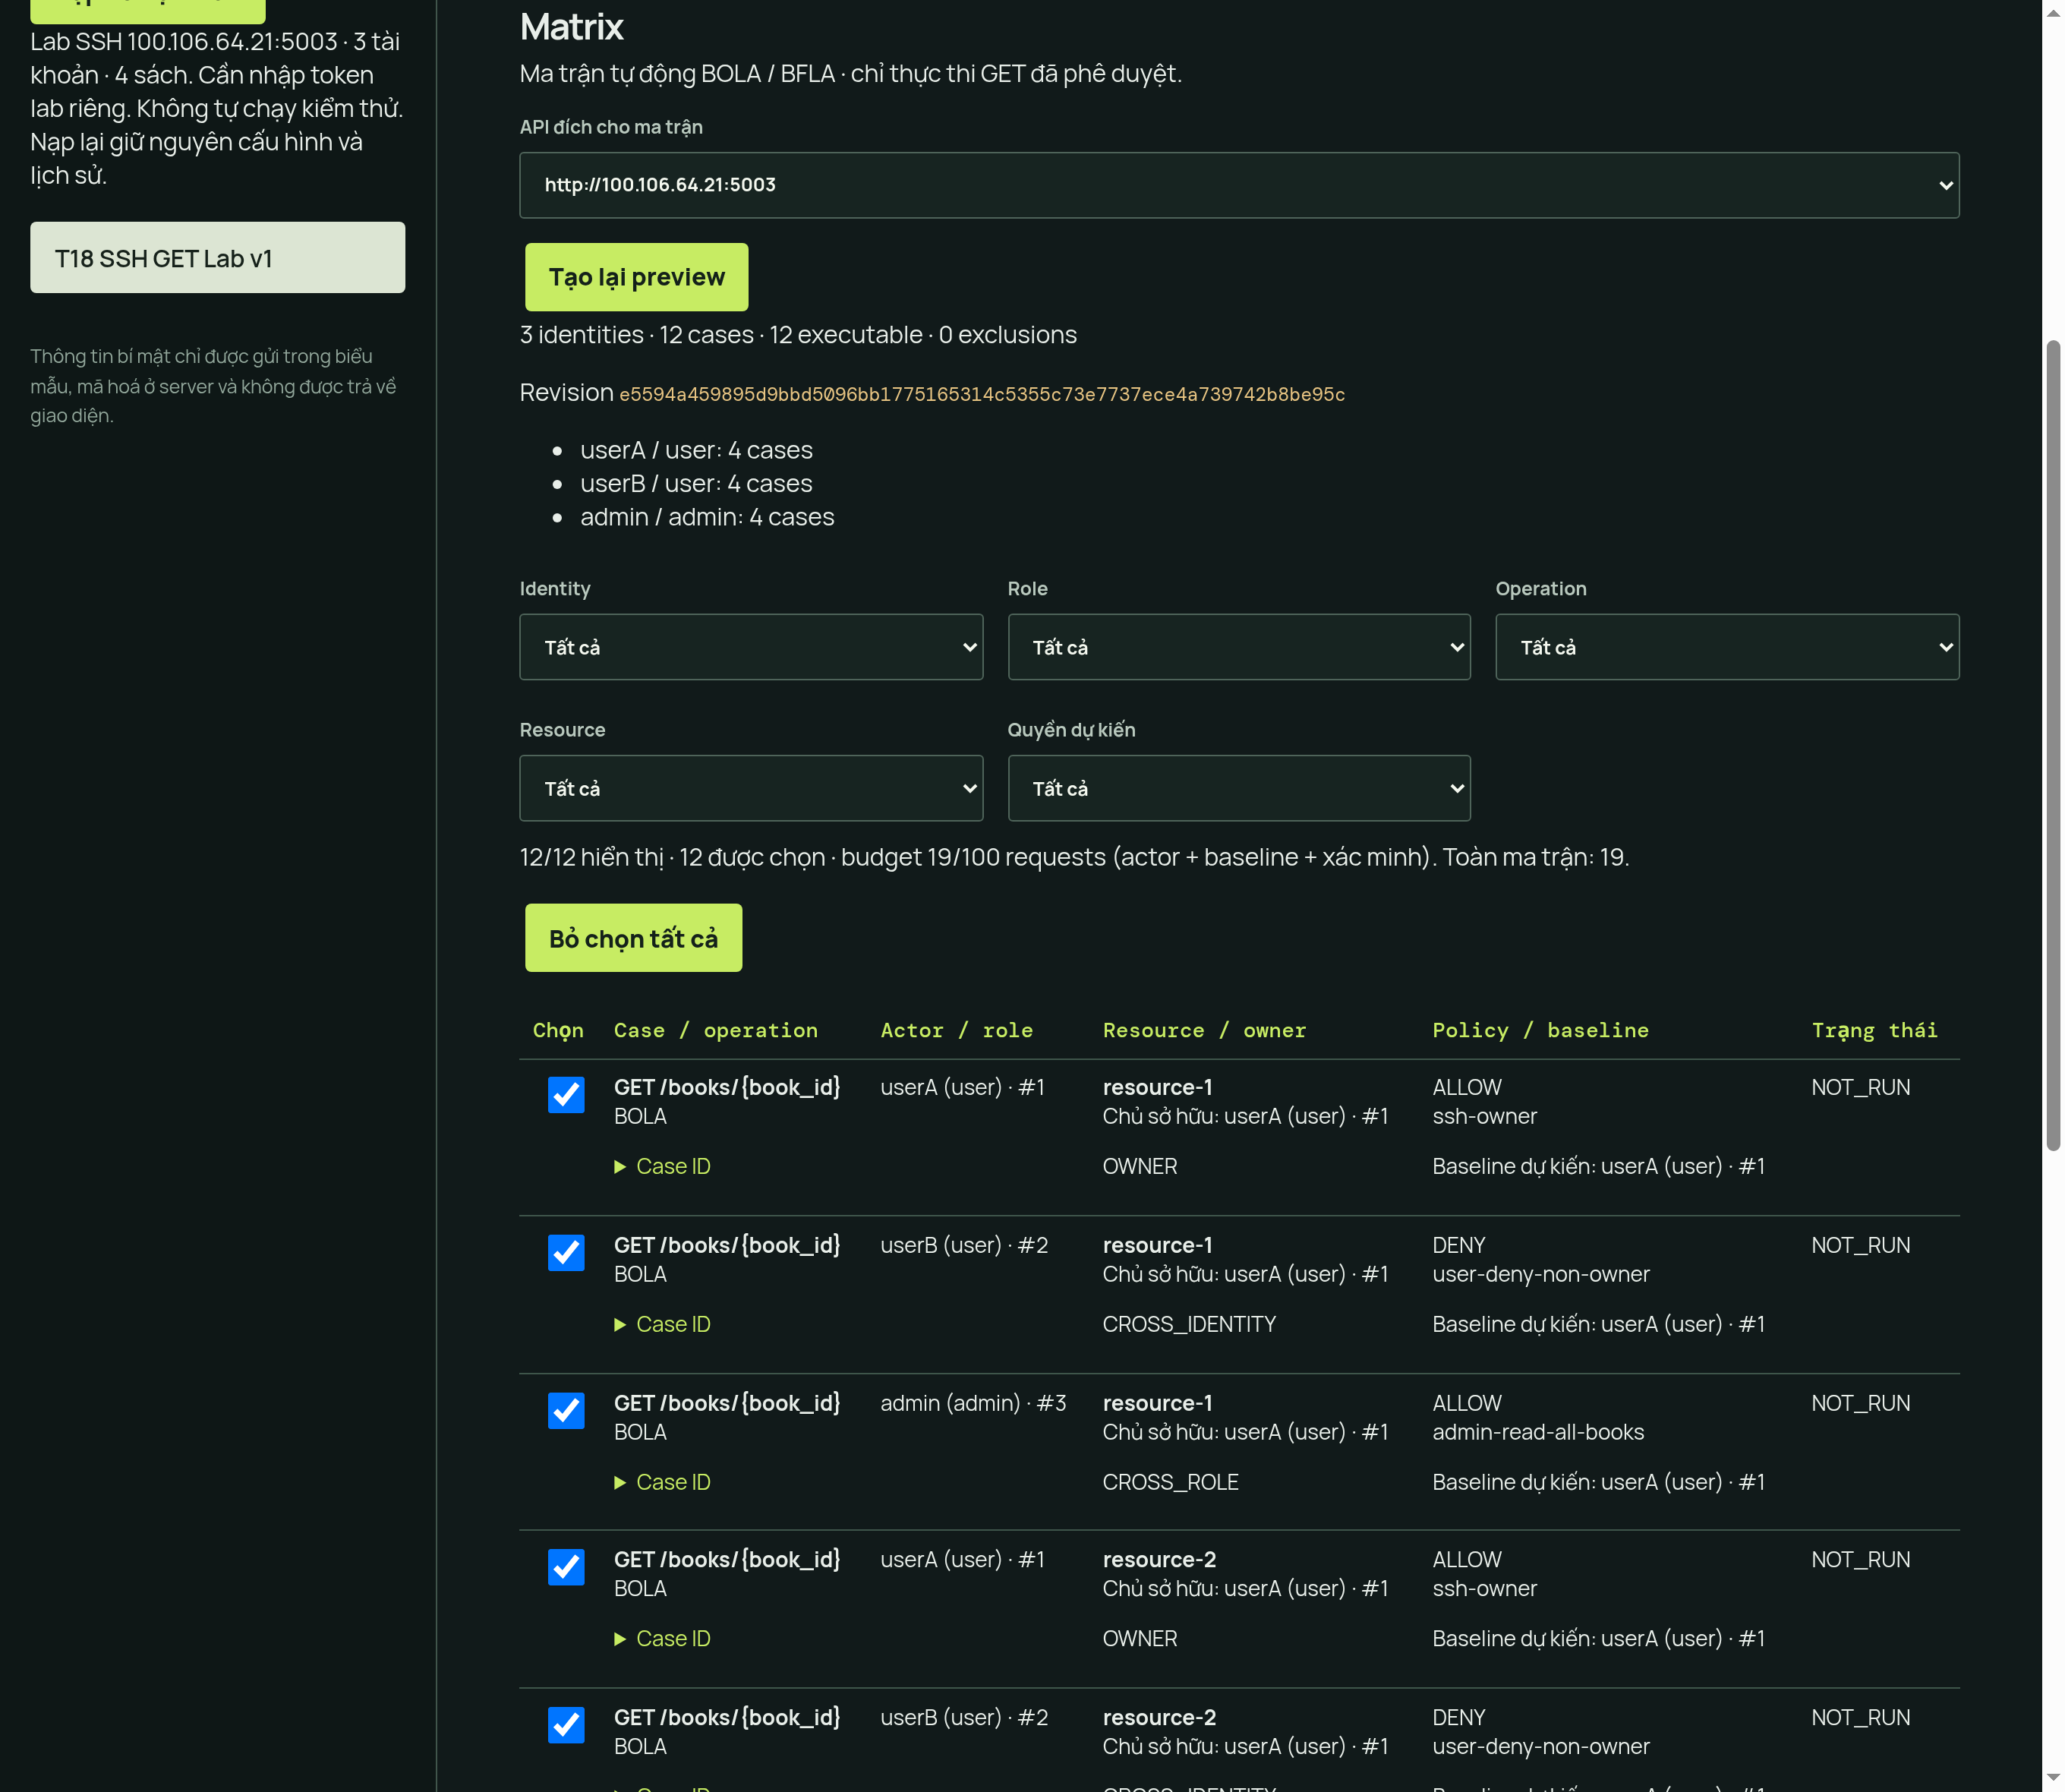 Lab SSH 100.106.64.21:5003 · 3 tài
khoản · 4 sách. Cần nhập token
lab riêng. Không tự chạy kiểm thử.
Nạp lại giữ nguyên cấu hình và
lịch sử.
T18 SSH GET Lab v1
Thông tin bí mật chỉ được gửi trong biểu
mẫu, mã hoá ở server và không được trả về
giao diện.
Matrix
Ma trận tự động BOLA / BFLA · chỉ thực thi GET đã phê duyệt.
API đích cho ma trận
http://100.106.64.21:5003
Tạo lại preview
3 identities · 12 cases · 12 executable · 0 exclusions
Revision e5594a459895d9bbd5096bb1775165314c5355c73e7737ece4a739742b8be95c
• userA / user: 4 cases
• userB / user: 4 cases
• admin / admin: 4 cases
Identity Role Operation
Tất cả Tất cả Tất cả
Resource Quyền dự kiến
Tất cả Tất cả
12/12 hiển thị · 12 được chọn · budget 19/100 requests (actor + baseline + xác minh). Toàn ma trận: 19.
Bỏ chọn tất cả
Chọn Case / operation Actor / role Resource / owner Policy / baseline Trạng thái
GET /books/{book_id} userA (user) · #1 resource-1 ALLOW NOT_RUN
BOLA Chủ sở hữu: userA (user) · #1 ssh-owner
▶ Case ID OWNER Baseline dự kiến: userA (user) · #1
GET /books/{book_id} userB (user) · #2 resource-1 DENY NOT_RUN
BOLA Chủ sở hữu: userA (user) · #1 user-deny-non-owner
▶ Case ID CROSS_IDENTITY Baseline dự kiến: userA (user) · #1
GET /books/{book_id} admin (admin) · #3 resource-1 ALLOW NOT_RUN
BOLA Chủ sở hữu: userA (user) · #1 admin-read-all-books
▶ Case ID CROSS_ROLE Baseline dự kiến: userA (user) · #1
GET /books/{book_id} userA (user) · #1 resource-2 ALLOW NOT_RUN
BOLA Chủ sở hữu: userA (user) · #1 ssh-owner
▶ Case ID OWNER Baseline dự kiến: userA (user) · #1
GET /books/{book_id} userB (user) · #2 resource-2 DENY NOT_RUN
BOLA Chủ sở hữu: userA (user) · #1 user-deny-non-owner